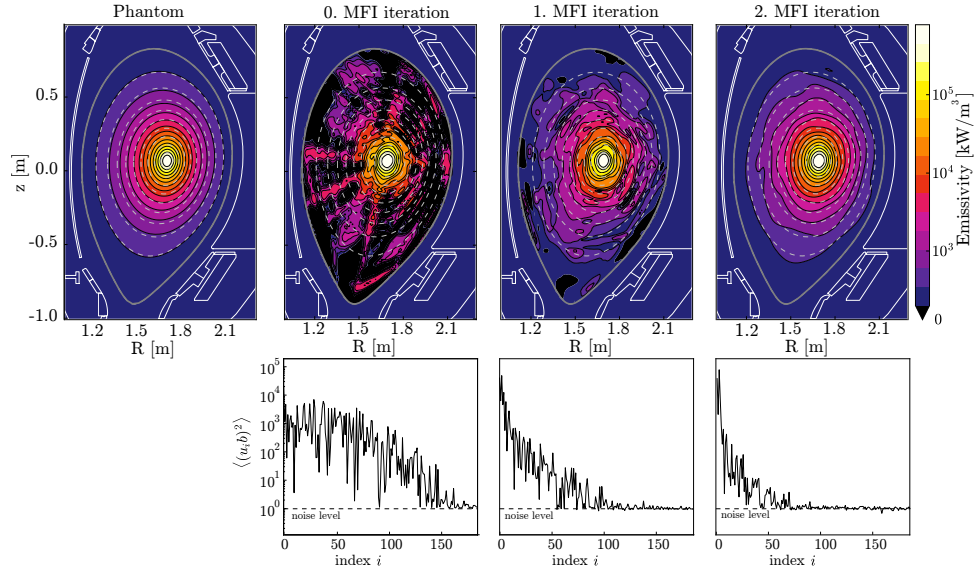 Phantom
0. MFI iteration
1. MFI iteration
2. MFI iteration
0.5
0.0
-0.5
-1.0
z [m]
1.2 1.5 1.8 2.1
R [m]
1.2 1.5 1.8 2.1
R [m]
1.2 1.5 1.8 2.1
R [m]
1.2 1.5 1.8 2.1
R [m]
10^5
10^4
10^3
0
Emissivity [kW/m^3]
10^5
10^4
10^3
10^2
10^1
10^0
⟨(u_i b)^2⟩
noise level
0 50 100 150
index i
noise level
0 50 100 150
index i
noise level
0 50 100 150
index i